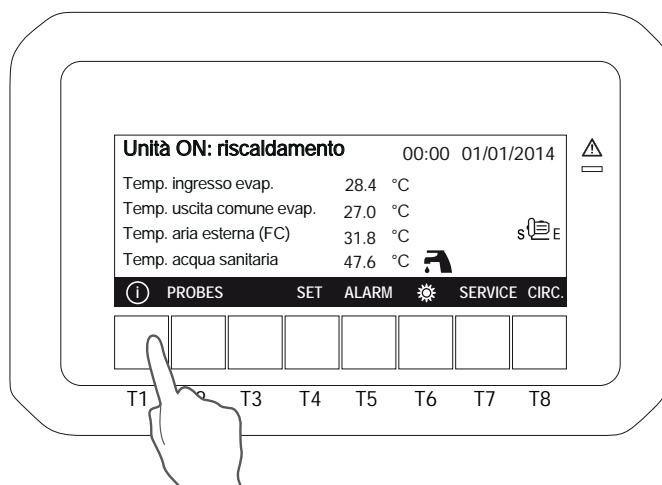 Unità ON: riscaldamento 00:00 01/01/2014
Temp. ingresso evap. 28.4 °C
Temp. uscita comune evap. 27.0 °C
Temp. aria esterna (FC) 31.8 °C
S E
Temp. acqua sanitaria 47.6 °C
i PROBES SET ALARM SERVICE CIRC.
T1 T3 T4 T5 T6 T7 T8